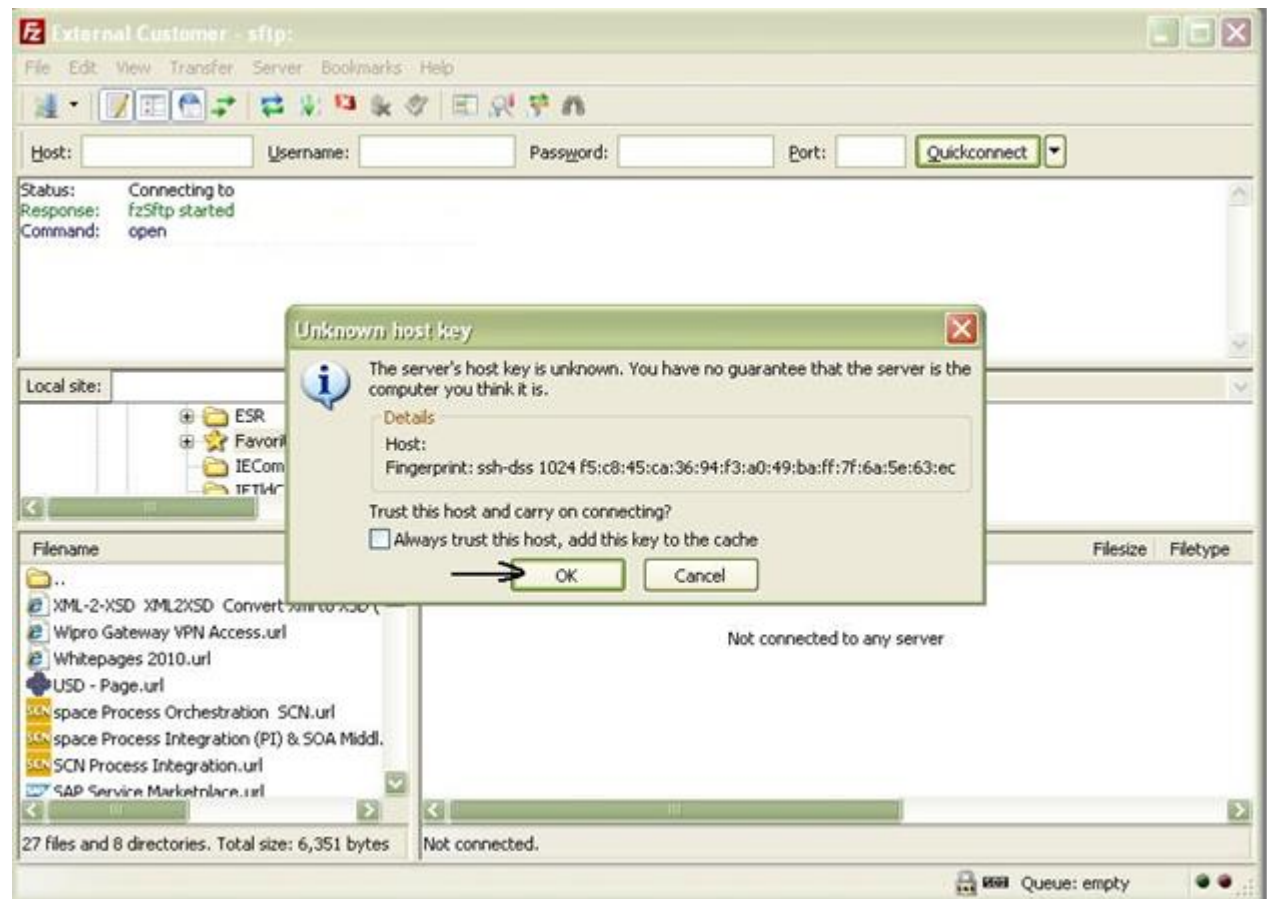 External Customer - sftp:
File Edit View Transfer Server Bookmarks Help
Host: Username: Password: Port: Quickconnect
Status: Connecting to
Response: fzSftp started
Command: open
Unknown host key
The server's host key is unknown. You have no guarantee that the server is the
computer you think it is.
Details
Host:
Fingerprint: ssh-dss 1024 f5:c8:45:ca:36:94:f3:a0:49:ba:ff:7f:6a:5e:63:ec
Trust this host and carry on connecting?
Always trust this host, add this key to the cache
OK Cancel
Local site:
ESR
Favorit
IECom
Filename
..
XML-2-XSD XML2XSD Convert
Wipro Gateway VPN Access.url
Whitepages 2010.url
USD - Page.url
space Process Orchestration SCN.url
space Process Integration (PI) & SOA Middl.
SCN Process Integration.url
SAP Service Marketplace.url
27 files and 8 directories. Total size: 6,351 bytes
Filesize Filetype
Not connected to any server
Not connected.
Queue: empty